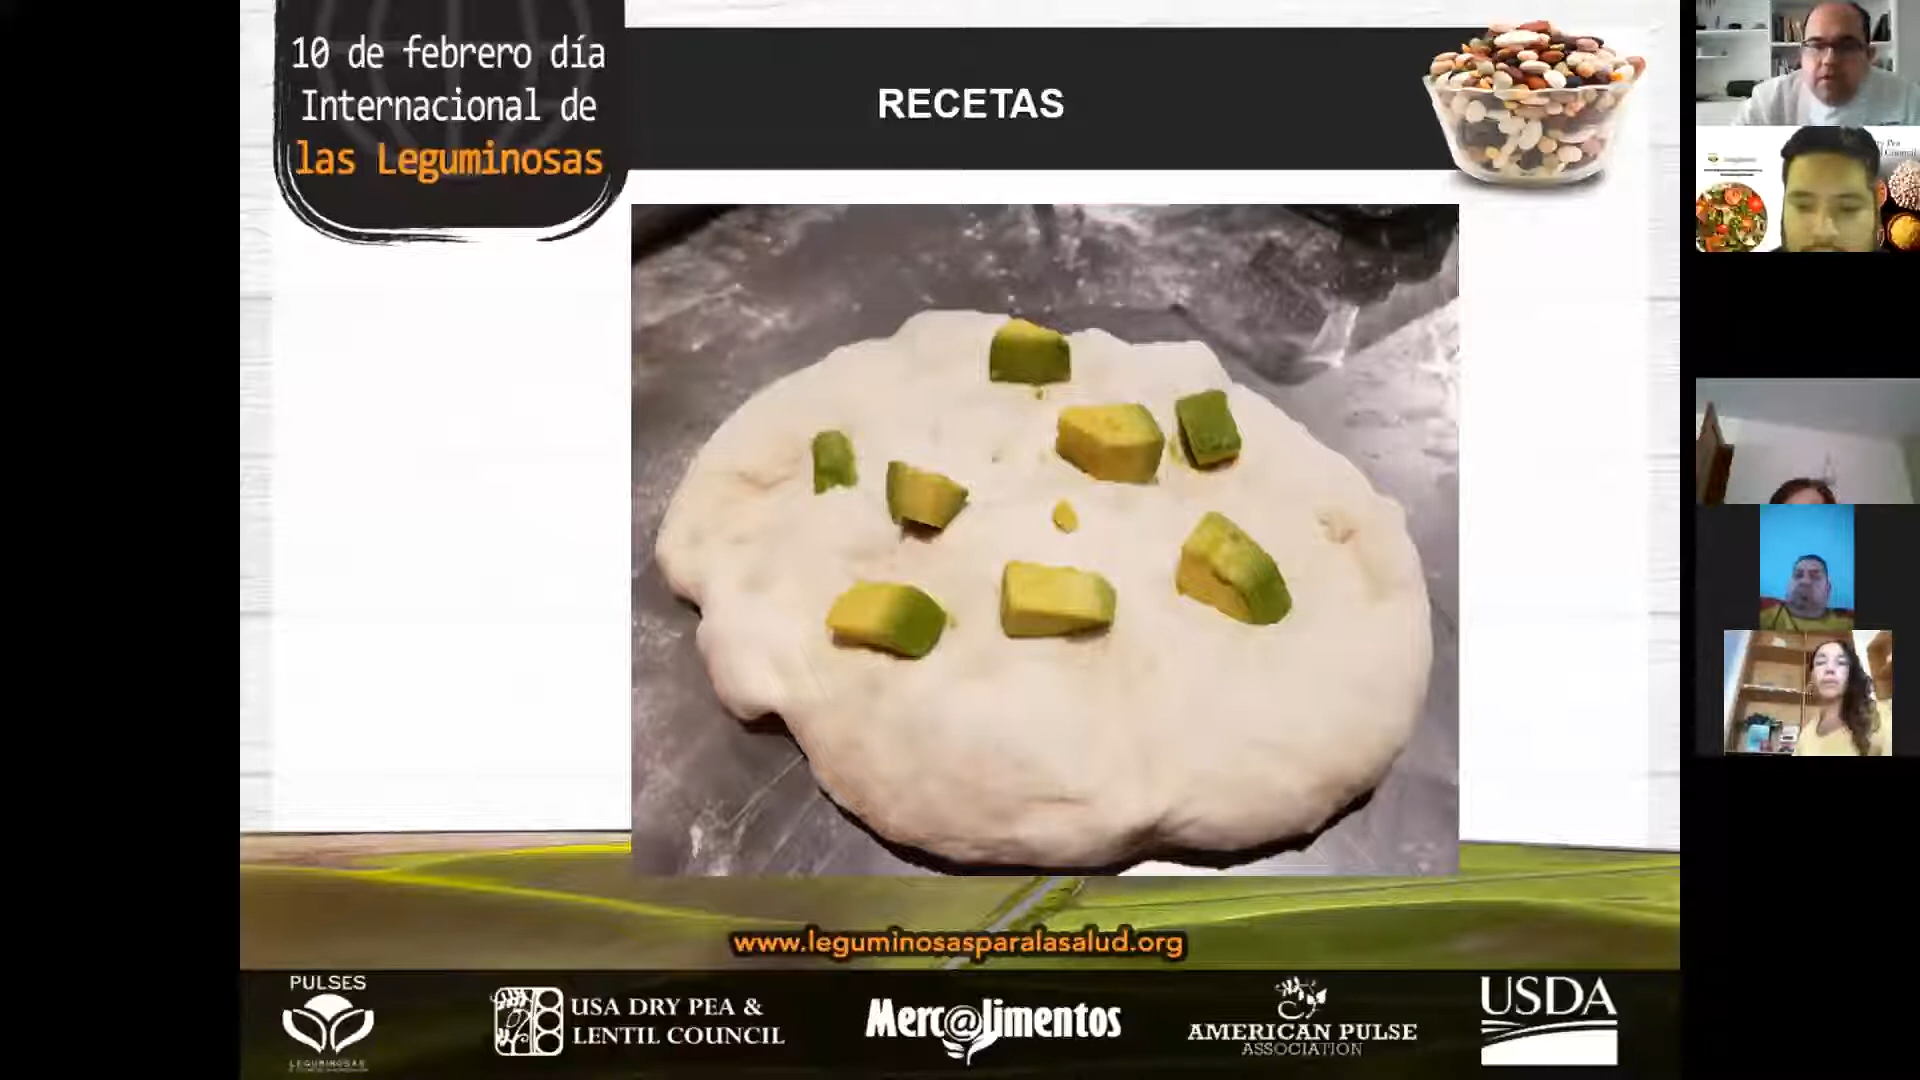 10 de febrero día
Internacional de
las Leguminosas
RECETAS
www.leguminosasparalasalud.org
PULSES
LEGUMINOSAS
USA DRY PEA &
LENTIL COUNCIL
Merc@limentos
AMERICAN PULSE
ASSOCIATION
USDA